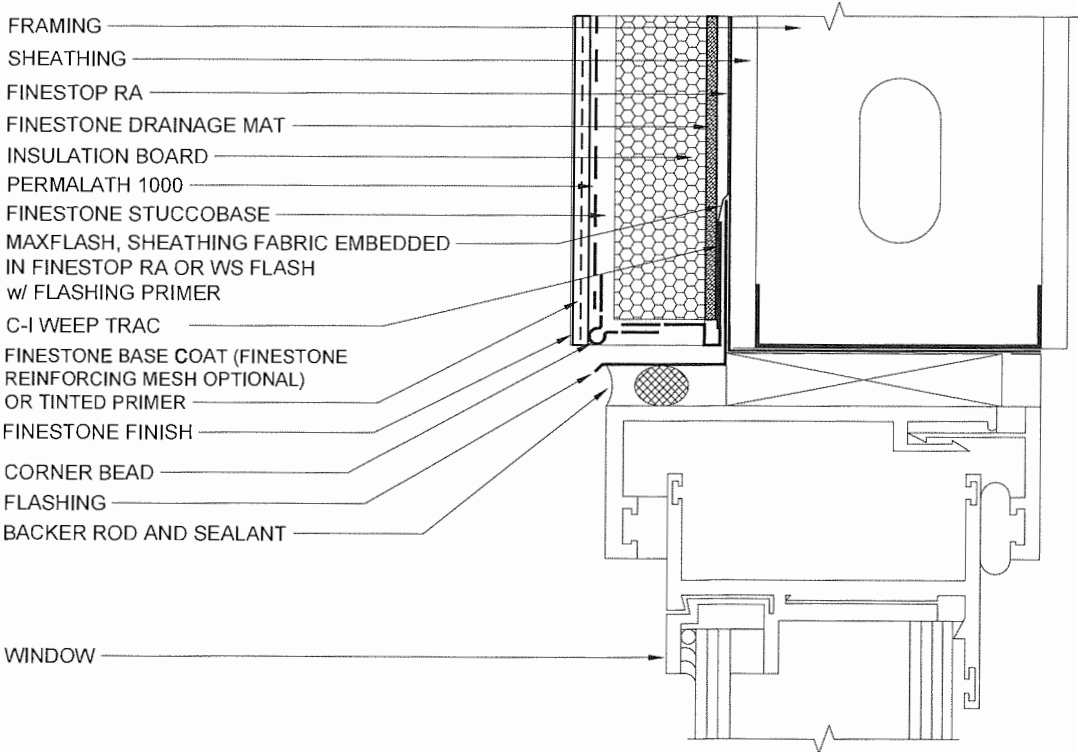 FRAMING
SHEATHING
FINESTOP RA
FINESTONE DRAINAGE MAT
INSULATION BOARD
PERMALATH 1000
FINESTONE STUCCOBASE
MAXFLASH, SHEATHING FABRIC EMBEDDED
IN FINESTOP RA OR WS FLASH
w/ FLASHING PRIMER
C-I WEEP TRAC
FINESTONE BASE COAT (FINESTONE
REINFORCING MESH OPTIONAL)
OR TINTED PRIMER
FINESTONE FINISH
CORNER BEAD
FLASHING
BACKER ROD AND SEALANT
WINDOW